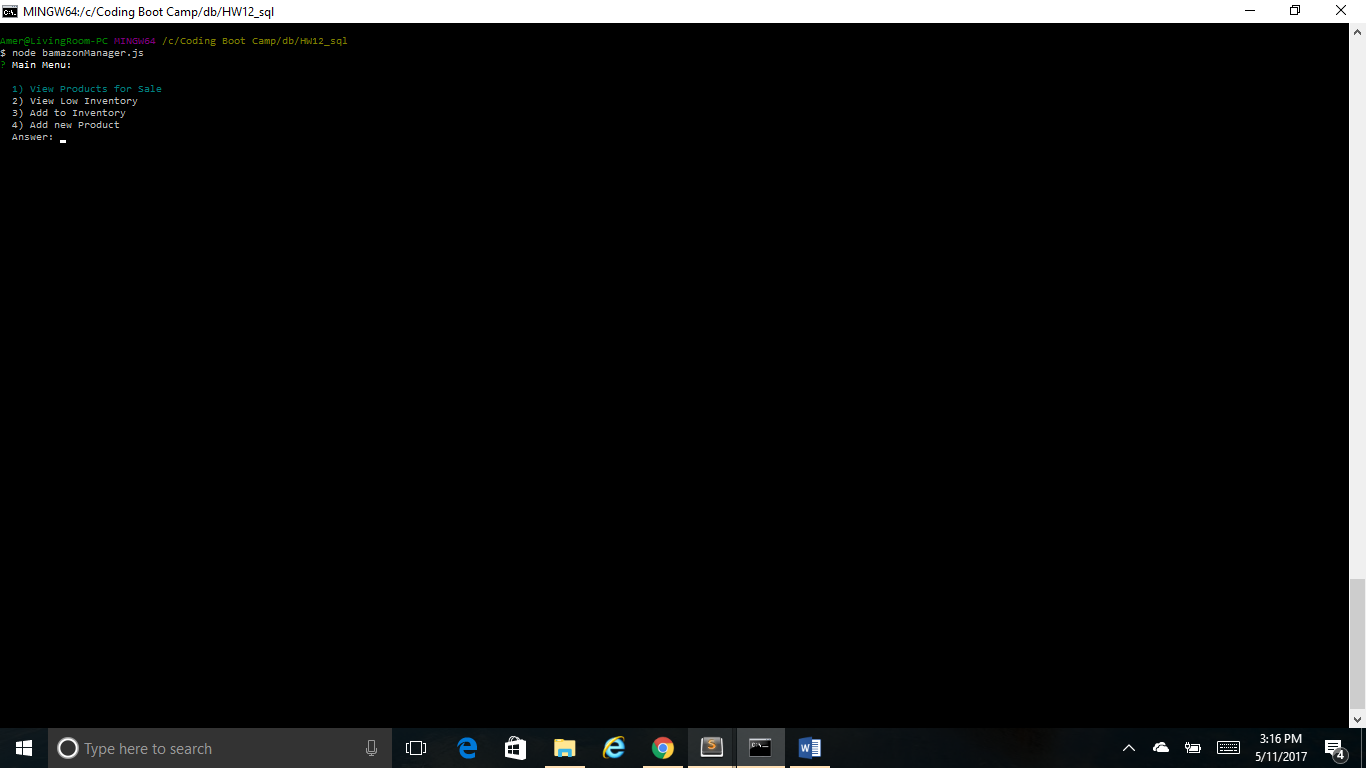 MINGW64:/c/Coding Boot Camp/db/HW12_sql
Amer@LivingRoom-PC MINGW64 /c/Coding Boot Camp/db/HW12_sql
$ node bamazonManager.js
? Main Menu:
1) View Products for Sale
2) View Low Inventory
3) Add to Inventory
4) Add new Product
Answer:
Type here to search
3:16 PM
5/11/2017
4